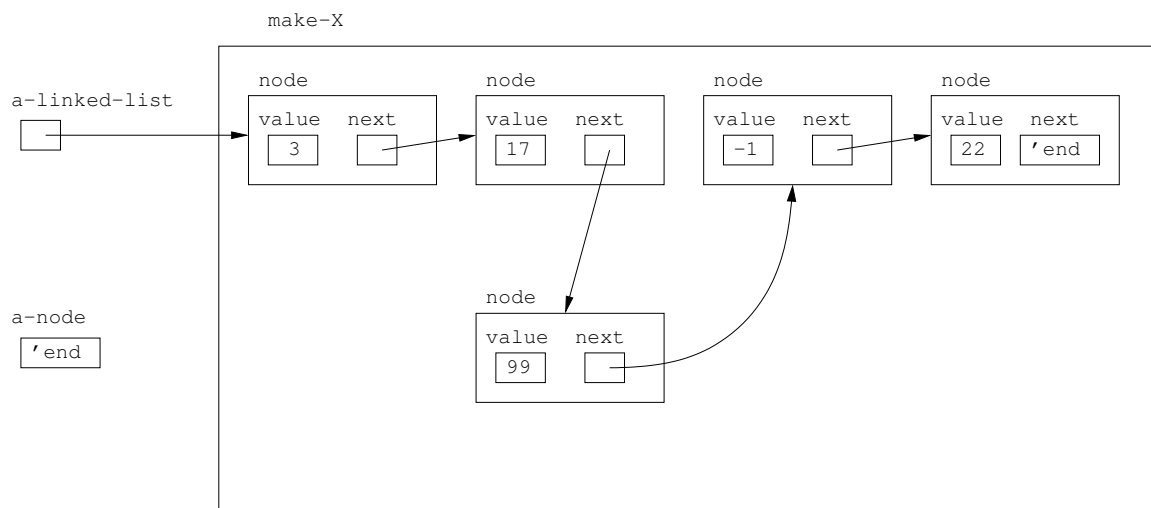 make-X
node node node node
a-linked-list
value next value next value next value next
3 17 -1 22 'end
node
a-node
value next
'end
99